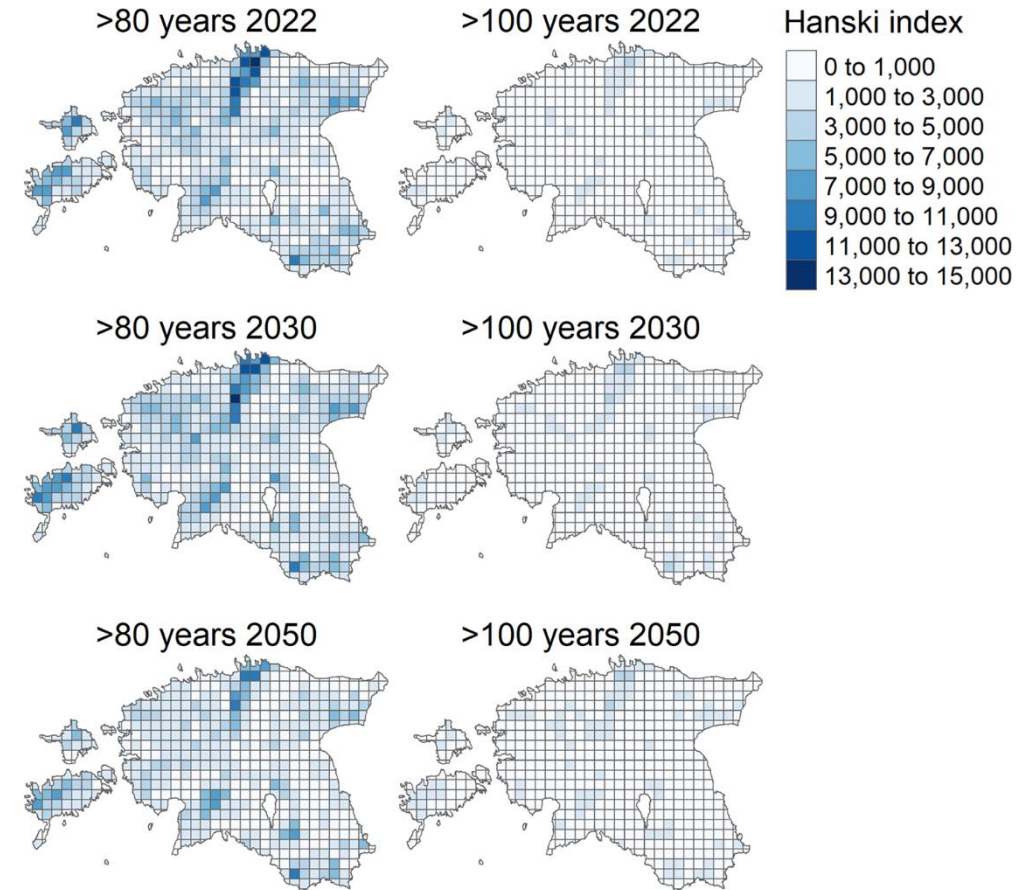 >80 years 2022
>100 years 2022
Hanski index
0 to 1,000
1,000 to 3,000
3,000 to 5,000
5,000 to 7,000
7,000 to 9,000
9,000 to 11,000
11,000 to 13,000
13,000 to 15,000
>80 years 2030
>100 years 2030
>80 years 2050
>100 years 2050